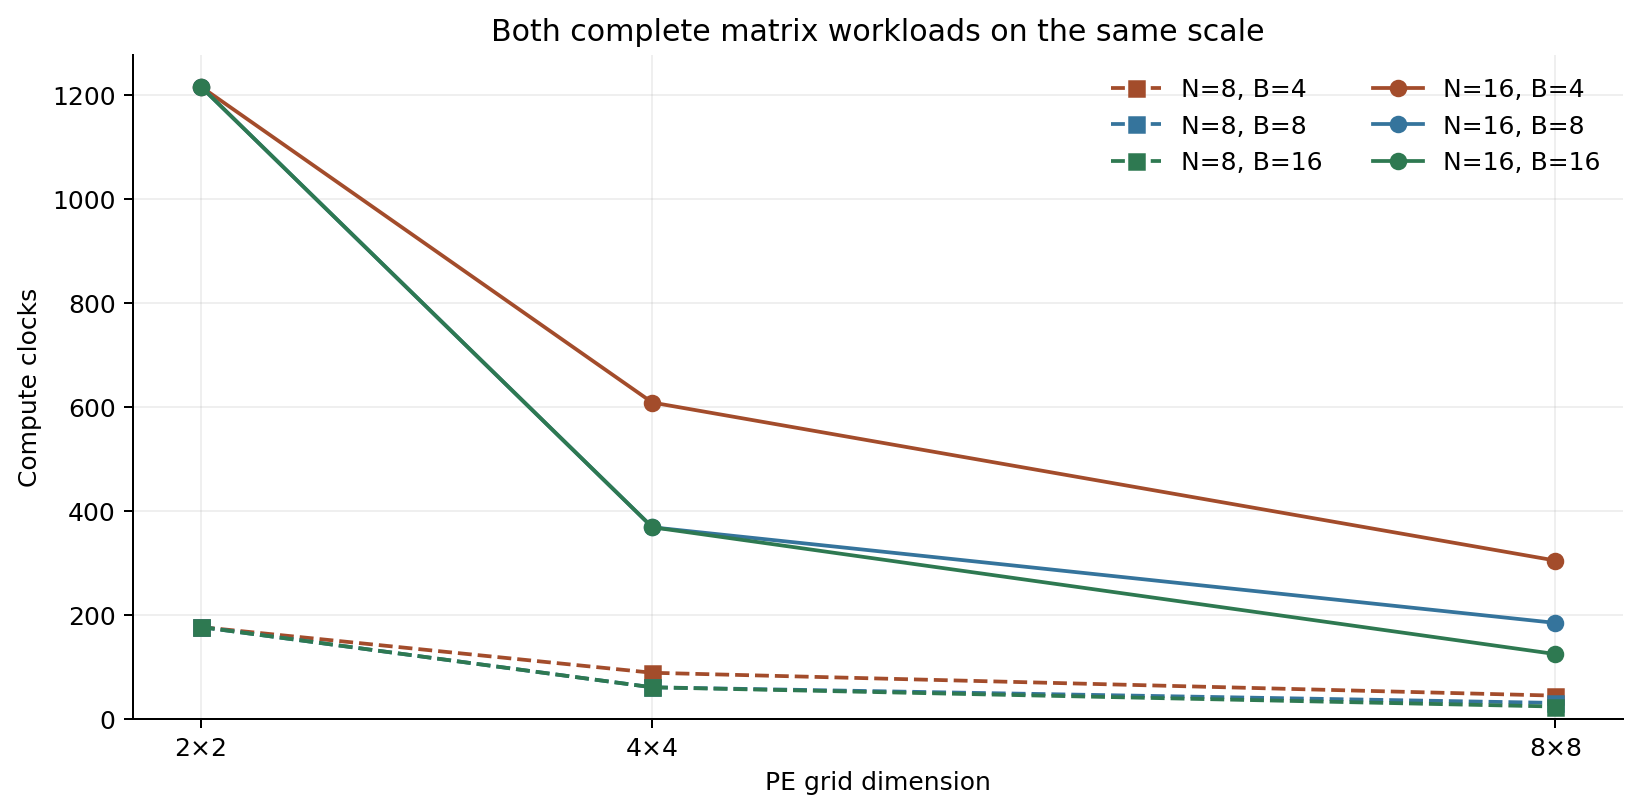 Both complete matrix workloads on the same scale
N=8, B=4
N=8, B=8
N=8, B=16
N=16, B=4
N=16, B=8
N=16, B=16
Compute clocks
1200
1000
800
600
400
200
0
2×2
4×4
8×8
PE grid dimension